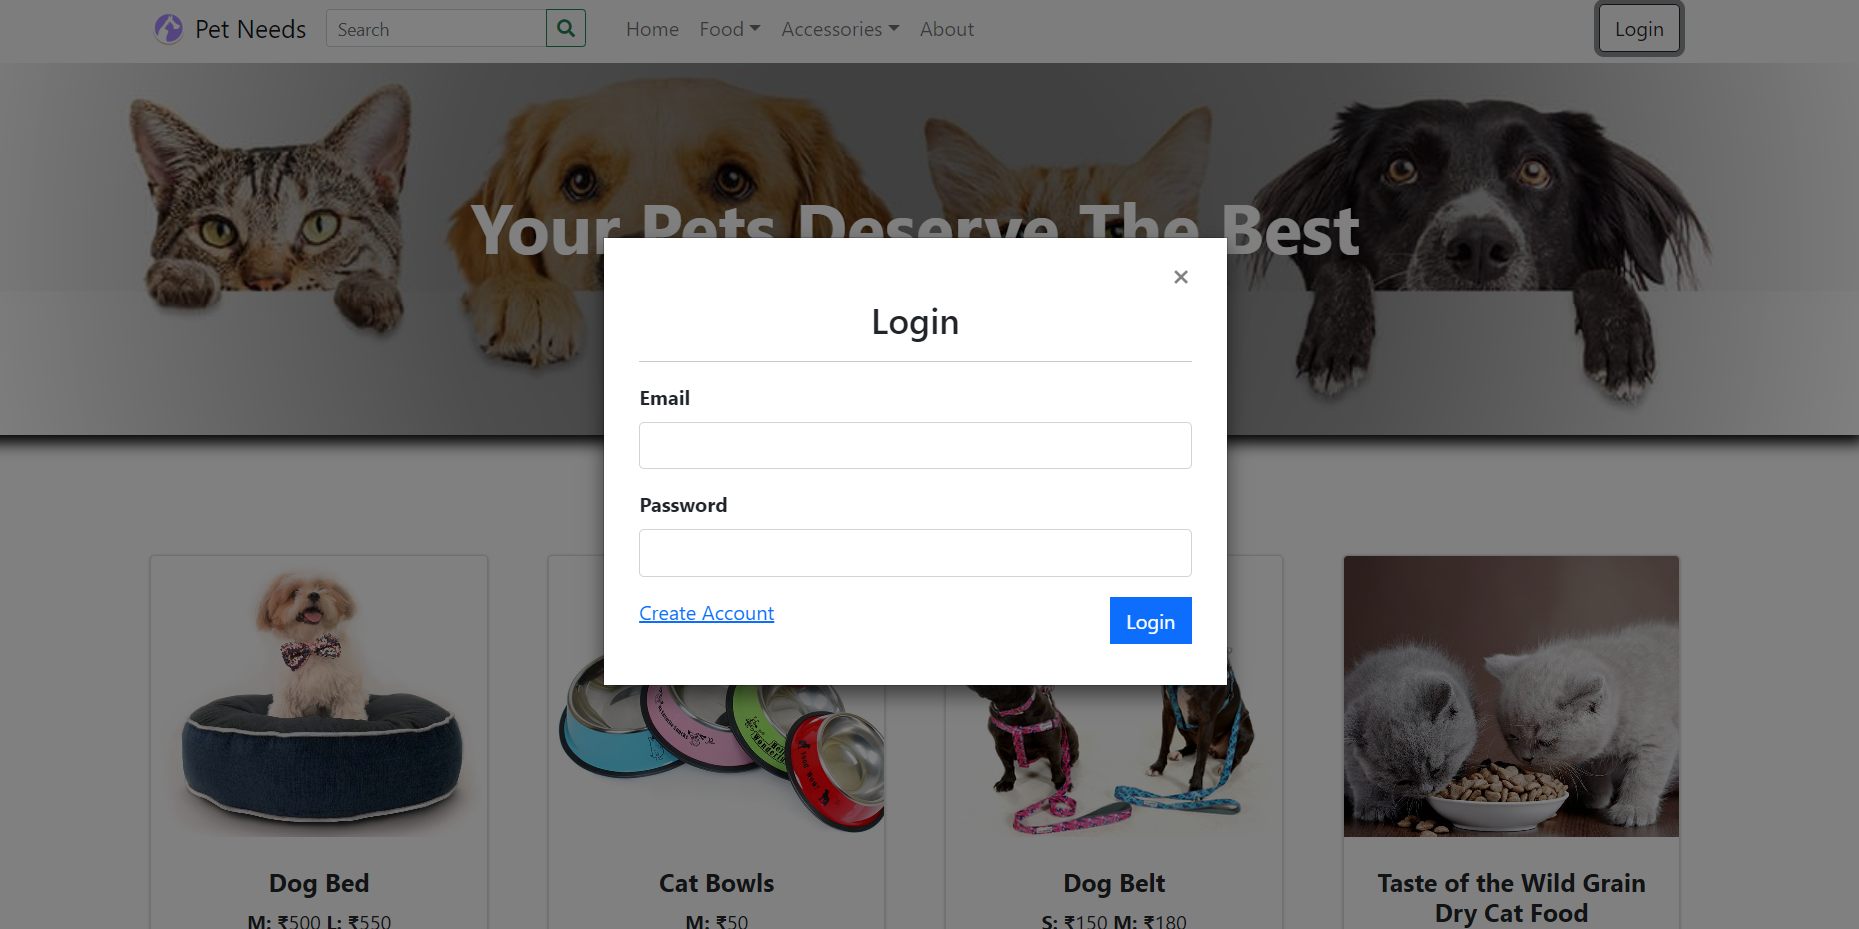 Pet Needs
Search
Home Food Accessories About
Login
Your Pets Deserve The Best
×
Login
Email
Password
Create Account
Login
Dog Bed
M: ₹500 L: ₹550
Cat Bowls
M: ₹50
Dog Belt
S: ₹150 M: ₹180
Taste of the Wild Grain
Dry Cat Food